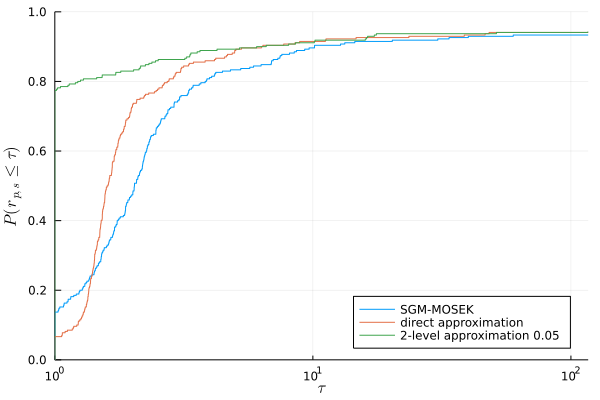 1.0
0.8
0.6
0.4
0.2
0.0
P(r_{p,s} ≤ τ)
SGM-MOSEK
direct approximation
2-level approximation 0.05
10^0 10^1 10^2
τ